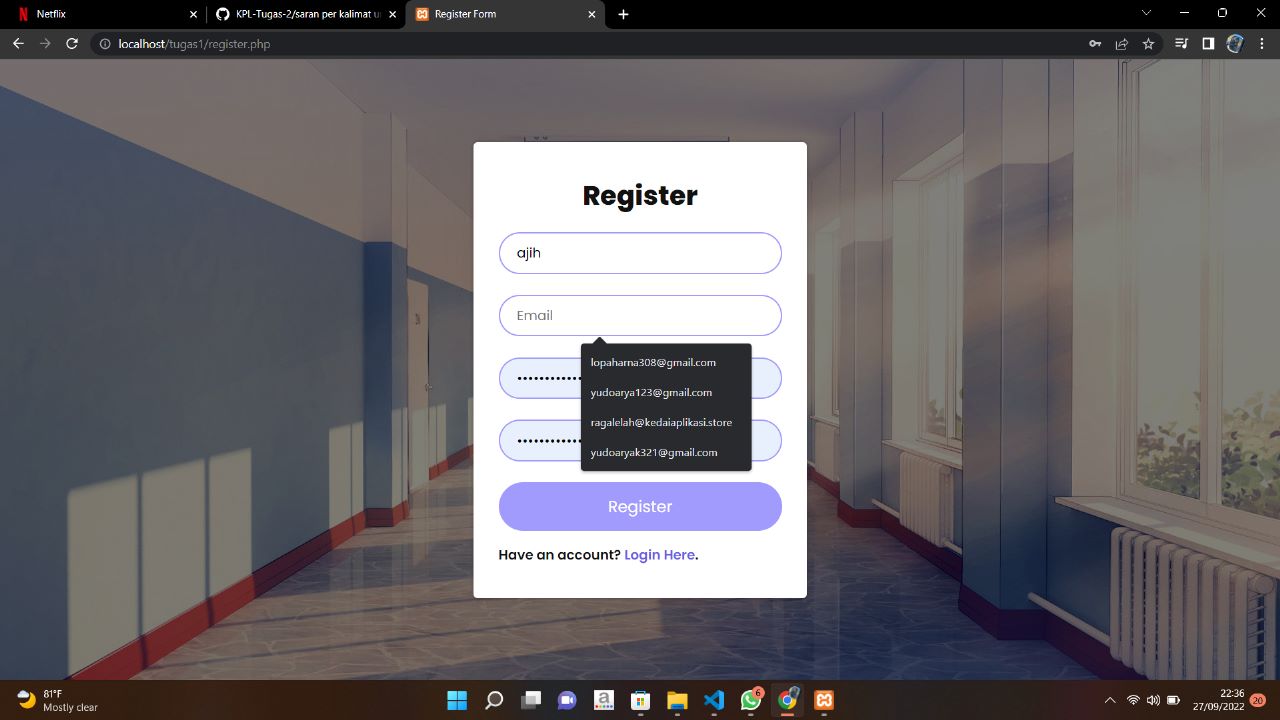 Netflix
KPL-Tugas-2/saran per kalimat u
Register Form
localhost/tugas1/register.php
Register
ajih
Email
lopaharna308@gmail.com
yudoarya123@gmail.com
ragalelah@kedaiaplikasi.store
yudoaryak321@gmail.com
Register
Have an account? Login Here.
81°F
Mostly clear
6
22:36
27/09/2022
20